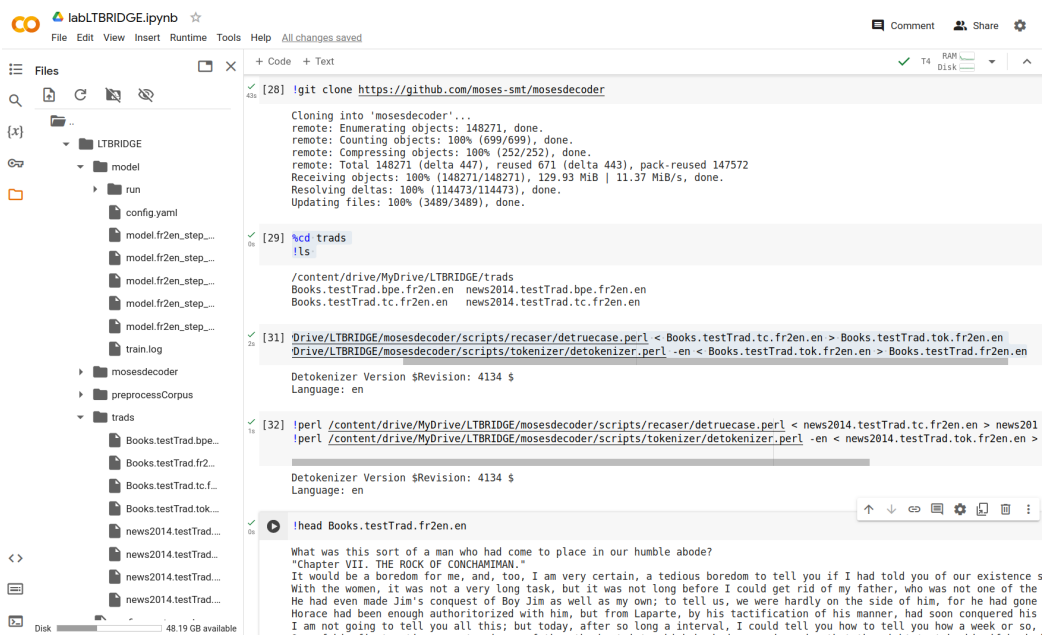 labLTBRIDGE.ipynb
File Edit View Insert Runtime Tools Help All changes saved
Comment Share
Files
+ Code + Text
T4 RAM Disk
..
LTBRIDGE
model
run
config.yaml
model.fr2en_step_...
model.fr2en_step_...
model.fr2en_step_...
model.fr2en_step_...
model.fr2en_step_...
train.log
mosesdecoder
preprocessCorpus
trads
Books.testTrad.bpe...
Books.testTrad.fr2...
Books.testTrad.tc.f...
Books.testTrad.tok....
news2014.testTrad....
news2014.testTrad...
news2014.testTrad....
news2014.testTrad....
Disk 48.19 GB available
43s [28] !git clone https://github.com/moses-smt/mosesdecoder
Cloning into 'mosesdecoder'...
remote: Enumerating objects: 148271, done.
remote: Counting objects: 100% (699/699), done.
remote: Compressing objects: 100% (252/252), done.
remote: Total 148271 (delta 447), reused 671 (delta 443), pack-reused 147572
Receiving objects: 100% (148271/148271), 129.93 MiB | 11.37 MiB/s, done.
Resolving deltas: 100% (114473/114473), done.
Updating files: 100% (3489/3489), done.
0s [29] %cd trads
!ls
/content/drive/MyDrive/LTBRIDGE/trads
Books.testTrad.bpe.fr2en.en news2014.testTrad.bpe.fr2en.en
Books.testTrad.tc.fr2en.en news2014.testTrad.tc.fr2en.en
2s [31] Drive/LTBRIDGE/mosesdecoder/scripts/recaser/detruecase.perl < Books.testTrad.tc.fr2en.en > Books.testTrad.tok.fr2en.en
Drive/LTBRIDGE/mosesdecoder/scripts/tokenizer/detokenizer.perl -en < Books.testTrad.tok.fr2en.en > Books.testTrad.fr2en.en
Detokenizer Version $Revision: 4134 $
Language: en
1s [32] !perl /content/drive/MyDrive/LTBRIDGE/mosesdecoder/scripts/recaser/detruecase.perl < news2014.testTrad.tc.fr2en.en > news201
!perl /content/drive/MyDrive/LTBRIDGE/mosesdecoder/scripts/tokenizer/detokenizer.perl -en < news2014.testTrad.tok.fr2en.en >
Detokenizer Version $Revision: 4134 $
Language: en
0s !head Books.testTrad.fr2en.en
What was this sort of a man who had come to place in our humble abode?
"Chapter VII. THE ROCK OF CONCHAMIMAN."
It would be a boredom for me, and, too, I am very certain, a tedious boredom to tell you if I had told you of our existence s
With the women, it was not a very long task, but it was not long before I could get rid of my father, who was not one of the
He had even made Jim's conquest of Boy Jim as well as my own; to tell us, we were hardly on the side of him, for he had gone
Horace had been enough authoritorized with him, but from Laparte, by his tactification of his manner, had soon conquered his
I am not going to tell you all this; but today, after so long a interval, I could tell you how to tell you how a week or so,